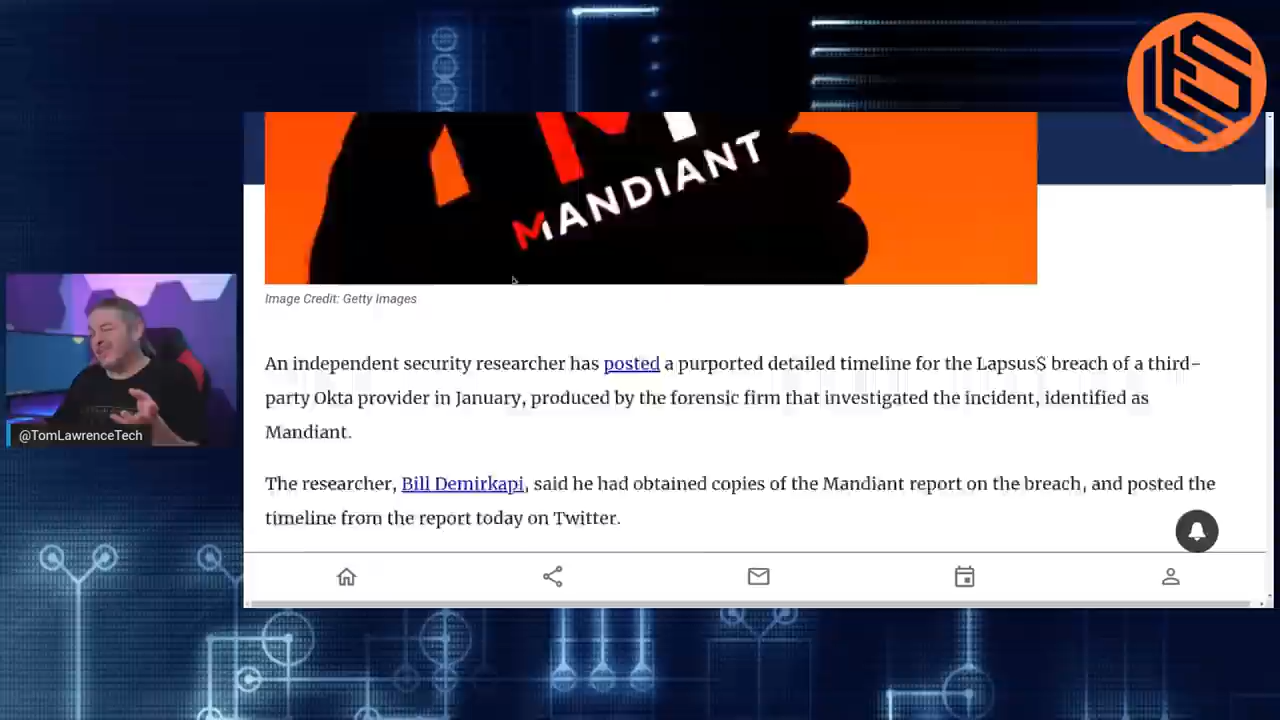 MANDIANT
Image Credit: Getty Images
An independent security researcher has posted a purported detailed timeline for the Lapsus$ breach of a third-
party Okta provider in January, produced by the forensic firm that investigated the incident, identified as
Mandiant.
@TomLawrenceTech
The researcher, Bill Demirkapi, said he had obtained copies of the Mandiant report on the breach, and posted the
timeline from the report today on Twitter.